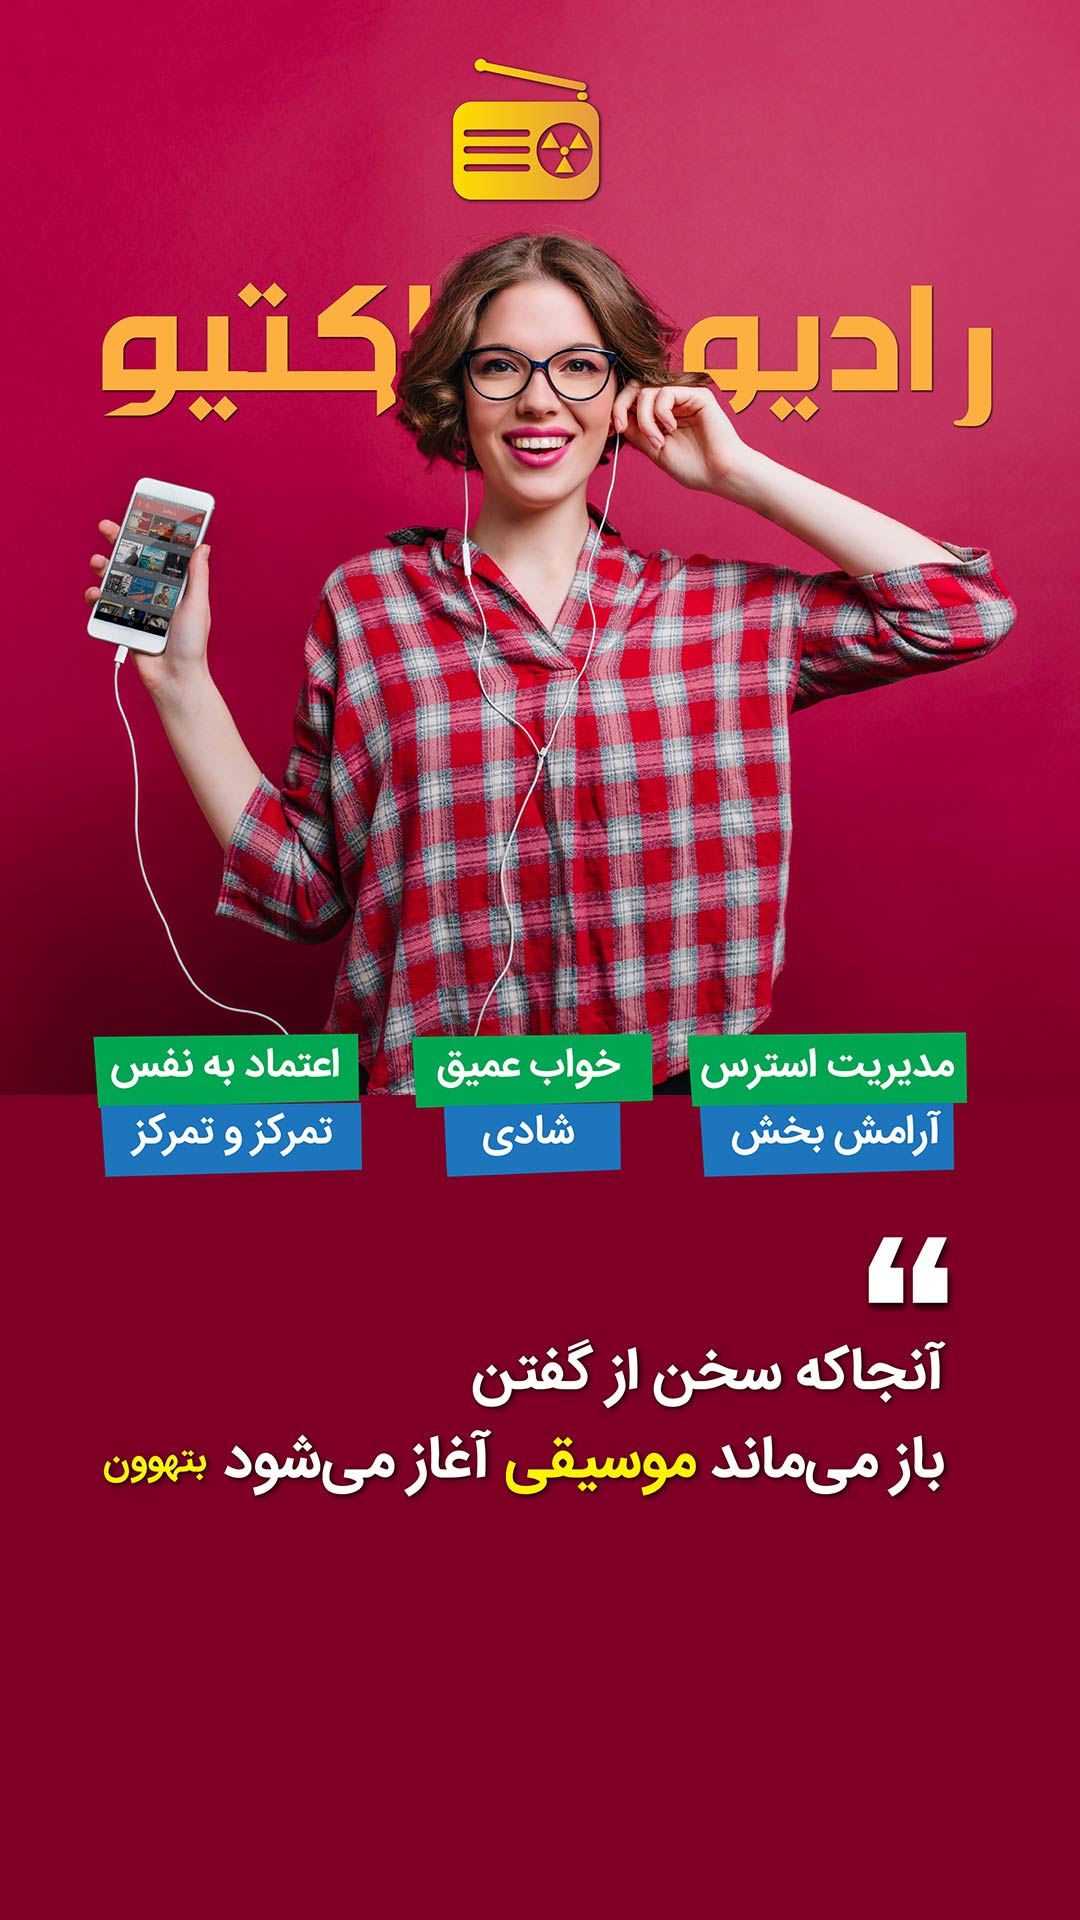 رادیو اکتیو
مدیریت استرس
خواب عمیق
اعتماد به نفس
آرامش بخش
شادی
تمرکز و تمرکز
“
آنجاکه سخن از گفتن
باز می‌ماند موسیقی آغاز می‌شود بتهوون